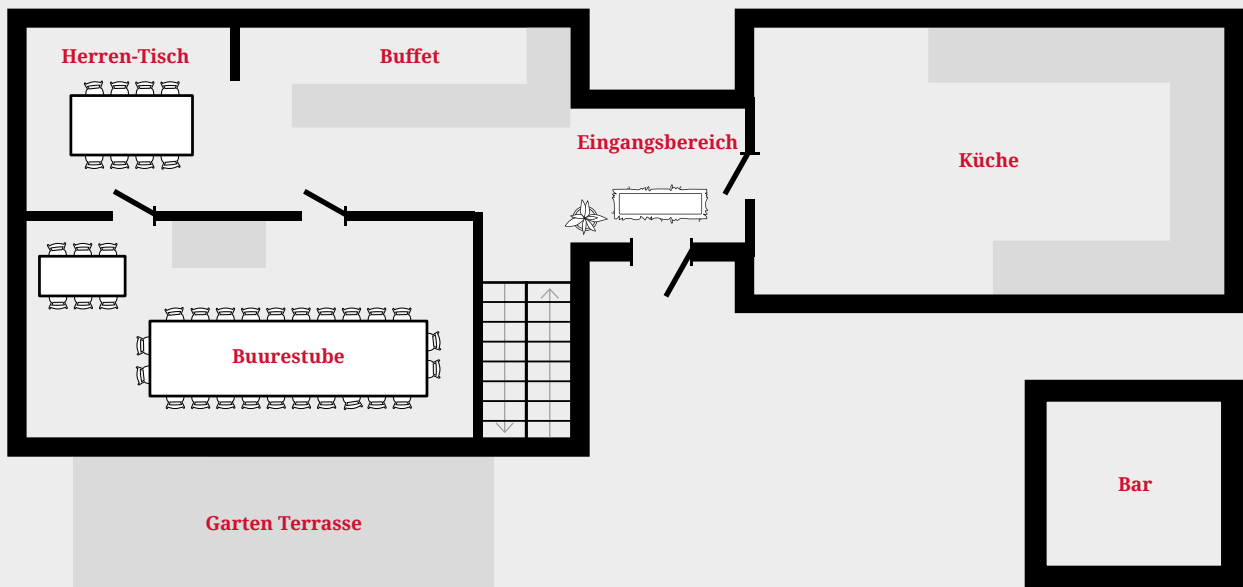 Herren-Tisch
Buffet
Eingangsbereich
Küche
Buurestube
Bar
Garten Terrasse